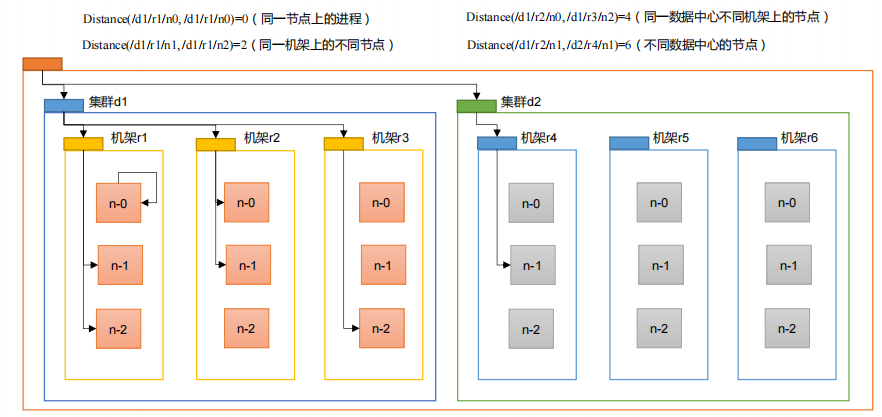 Distance(/d1/r1/n0, /d1/r1/n0)=0（同一节点上的进程）
Distance(/d1/r2/n0, /d1/r3/n2)=4（同一数据中心不同机架上的节点）
Distance(/d1/r1/n1, /d1/r1/n2)=2（同一机架上的不同节点）
Distance(/d1/r2/n1, /d2/r4/n1)=6（不同数据中心的节点）
集群d1
集群d2
机架r1
机架r2
机架r3
机架r4
机架r5
机架r6
n-0
n-0
n-0
n-0
n-0
n-0
n-1
n-1
n-1
n-1
n-1
n-1
n-2
n-2
n-2
n-2
n-2
n-2